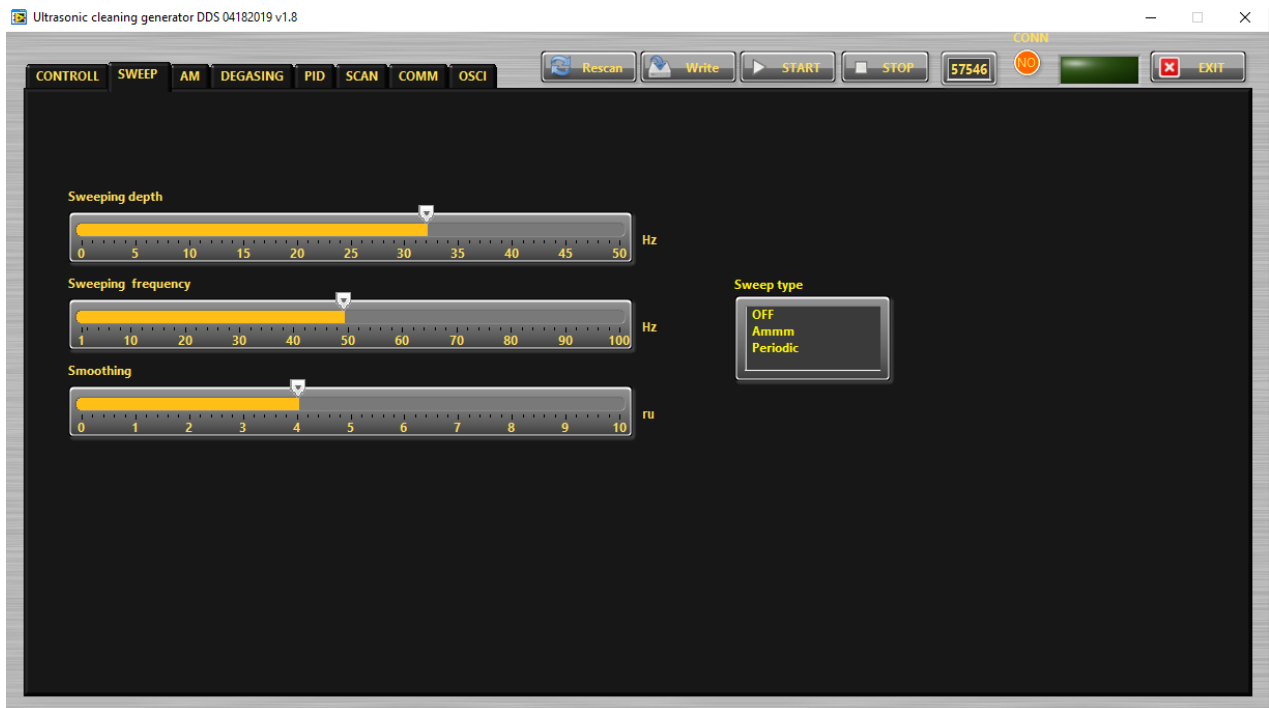 Ultrasonic cleaning generator DDS 04182019 v1.8
CONN
CONTROLL SWEEP AM DEGASING PID SCAN COMM OSCI Rescan Write START STOP 57546 NO EXIT
Sweeping depth
Hz
0 5 10 15 20 25 30 35 40 45 50
Sweeping frequency
Hz
1 10 20 30 40 50 60 70 80 90 100
Smoothing
ru
0 1 2 3 4 5 6 7 8 9 10
Sweep type
OFF
Ammm
Periodic